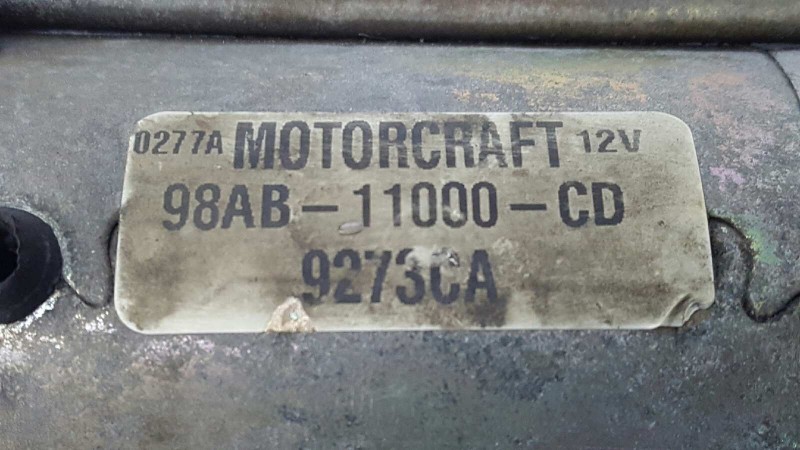 0277A MOTORCRAFT 12V
98AB-11000-CD
9273CA